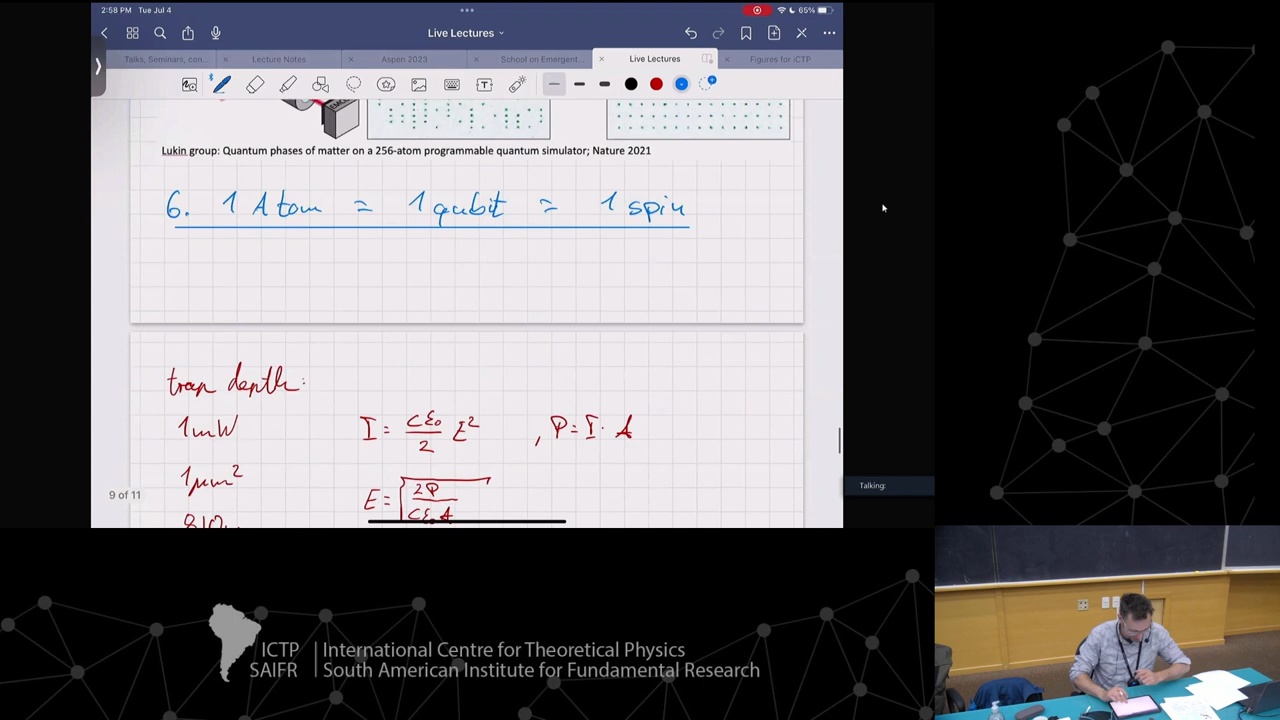 2:58 PM Tue Jul 4
65%
Live Lectures
Talks, Seminars, con...
Lecture Notes
Aspen 2023
School on Emergent...
Live Lectures
Figures for iCTP
Lukin group: Quantum phases of matter on a 256-atom programmable quantum simulator; Nature 2021
6. 1 Atom = 1 qubit = 1 spin
trap depth:
1mW I = cε₀/2 E² , P = I · A
1μm²
E = √(2P/cε₀A)
810
9 of 11
Talking:
ICTP | International Centre for Theoretical Physics
SAIFR | South American Institute for Fundamental Research